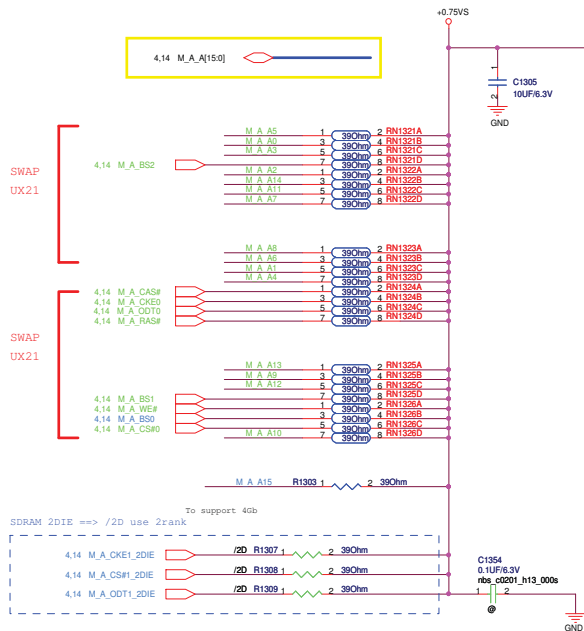 +0.75VS
4,14 M_A_A[15:0]
1
C1305
10UF/6.3V
2
GND
SWAP
UX21
M_A_A5 1 39Ohm 2 RN1321A
M_A_A0 3 39Ohm 4 RN1321B
M_A_A3 5 39Ohm 6 RN1321C
4,14 M_A_BS2 7 39Ohm 8 RN1321D
M_A_A2 1 39Ohm 2 RN1322A
M_A_A14 3 39Ohm 4 RN1322B
M_A_A11 5 39Ohm 6 RN1322C
M_A_A7 7 39Ohm 8 RN1322D
M_A_A8 1 39Ohm 2 RN1323A
M_A_A6 3 39Ohm 4 RN1323B
M_A_A1 5 39Ohm 6 RN1323C
M_A_A4 7 39Ohm 8 RN1323D
SWAP
UX21
4,14 M_A_CAS# 1 39Ohm 2 RN1324A
4,14 M_A_CKE0 3 39Ohm 4 RN1324B
4,14 M_A_ODT0 5 39Ohm 6 RN1324C
4,14 M_A_RAS# 7 39Ohm 8 RN1324D
M_A_A13 1 39Ohm 2 RN1325A
M_A_A9 3 39Ohm 4 RN1325B
M_A_A12 5 39Ohm 6 RN1325C
4,14 M_A_BS1 7 39Ohm 8 RN1325D
4,14 M_A_WE# 1 39Ohm 2 RN1326A
4,14 M_A_BS0 3 39Ohm 4 RN1326B
4,14 M_A_CS#0 5 39Ohm 6 RN1326C
M_A_A10 7 39Ohm 8 RN1326D
M_A_A15 R1303 1 2 39Ohm
To support 4Gb
SDRAM 2DIE ==> /2D use 2rank
4,14 M_A_CKE1_2DIE /2D R1307 1 2 39Ohm
4,14 M_A_CS#1_2DIE /2D R1308 1 2 39Ohm
4,14 M_A_ODT1_2DIE /2D R1309 1 2 39Ohm
C1354
0.1UF/6.3V
nbs_c0201_h13_000s
1 2
@
GND